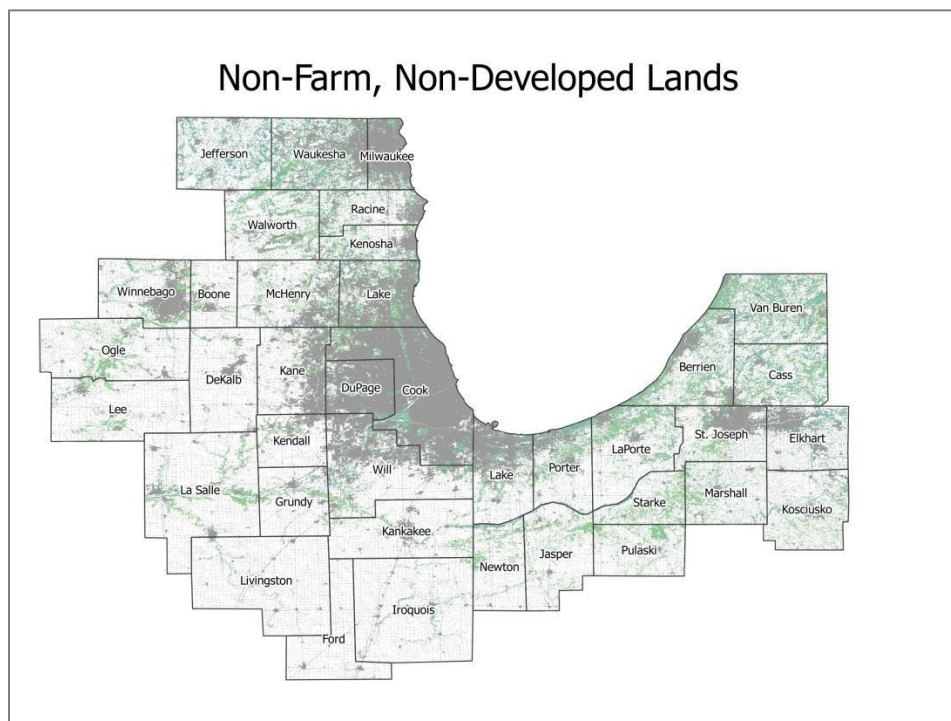 Non-Farm, Non-Developed Lands
Jefferson
Waukesha
Milwaukee
Walworth
Racine
Kenosha
Winnebago
Boone
McHenry
Lake
Van Buren
Ogle
DeKalb
Kane
DuPage
Cook
Berrien
Cass
Lee
Kendall
Will
Lake
Porter
LaPorte
St. Joseph
Elkhart
La Salle
Grundy
Starke
Marshall
Kosciusko
Kankakee
Newton
Jasper
Pulaski
Livingston
Iroquois
Ford